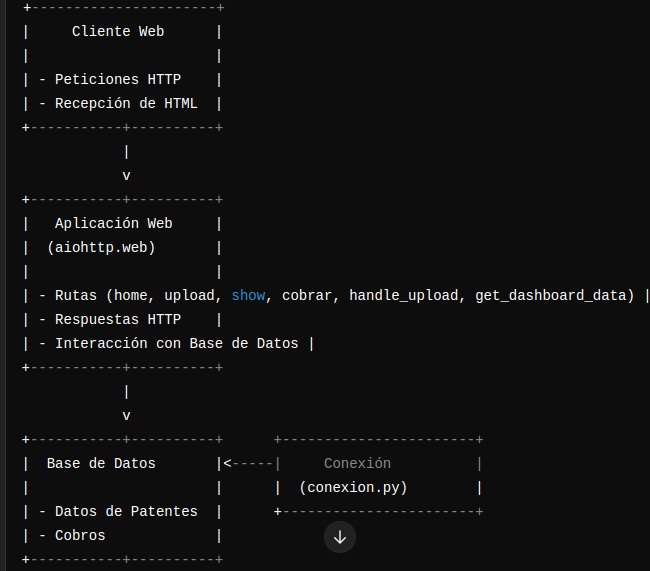 +----------------------+
|     Cliente Web      |
|                      |
| - Peticiones HTTP    |
| - Recepción de HTML  |
+-----------+----------+
            |
            v
+-----------+----------+
|   Aplicación Web     |
|  (aiohttp.web)       |
|                      |
| - Rutas (home, upload, show, cobrar, handle_upload, get_dashboard_data) |
| - Respuestas HTTP    |
| - Interacción con Base de Datos |
+-----------+----------+
            |
            v
+-----------+----------+      +-----------------------+
|  Base de Datos       |<-----|     Conexión          |
|                      |      |  (conexion.py)        |
| - Datos de Patentes  |      +-----------------------+
| - Cobros             |
+-----------+----------+